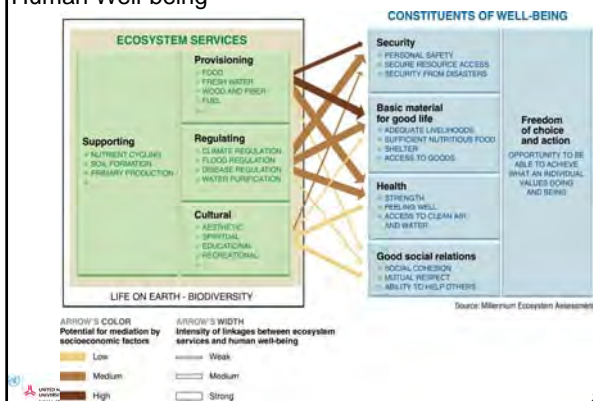 Human Well-being
ECOSYSTEM SERVICES
Provisioning
FOOD
FRESH WATER
WOOD AND FIBER
FUEL
...
Supporting
NUTRIENT CYCLING
SOIL FORMATION
PRIMARY PRODUCTION
...
Regulating
CLIMATE REGULATION
FLOOD REGULATION
DISEASE REGULATION
WATER PURIFICATION
...
Cultural
AESTHETIC
SPIRITUAL
EDUCATIONAL
RECREATIONAL
...
LIFE ON EARTH - BIODIVERSITY
CONSTITUENTS OF WELL-BEING
Security
PERSONAL SAFETY
SECURE RESOURCE ACCESS
SECURITY FROM DISASTERS
Basic material
for good life
ADEQUATE LIVELIHOODS
SUFFICIENT NUTRITIOUS FOOD
SHELTER
ACCESS TO GOODS
Health
STRENGTH
FEELING WELL
ACCESS TO CLEAN AIR
AND WATER
Good social relations
SOCIAL COHESION
MUTUAL RESPECT
ABILITY TO HELP OTHERS
Freedom
of choice
and action
OPPORTUNITY TO BE
ABLE TO ACHIEVE
WHAT AN INDIVIDUAL
VALUES DOING
AND BEING
Source: Millennium Ecosystem Assessment
ARROW'S COLOR
Potential for mediation by
socioeconomic factors
Low
Medium
High
ARROW'S WIDTH
Intensity of linkages between ecosystem
services and human well-being
Weak
Medium
Strong